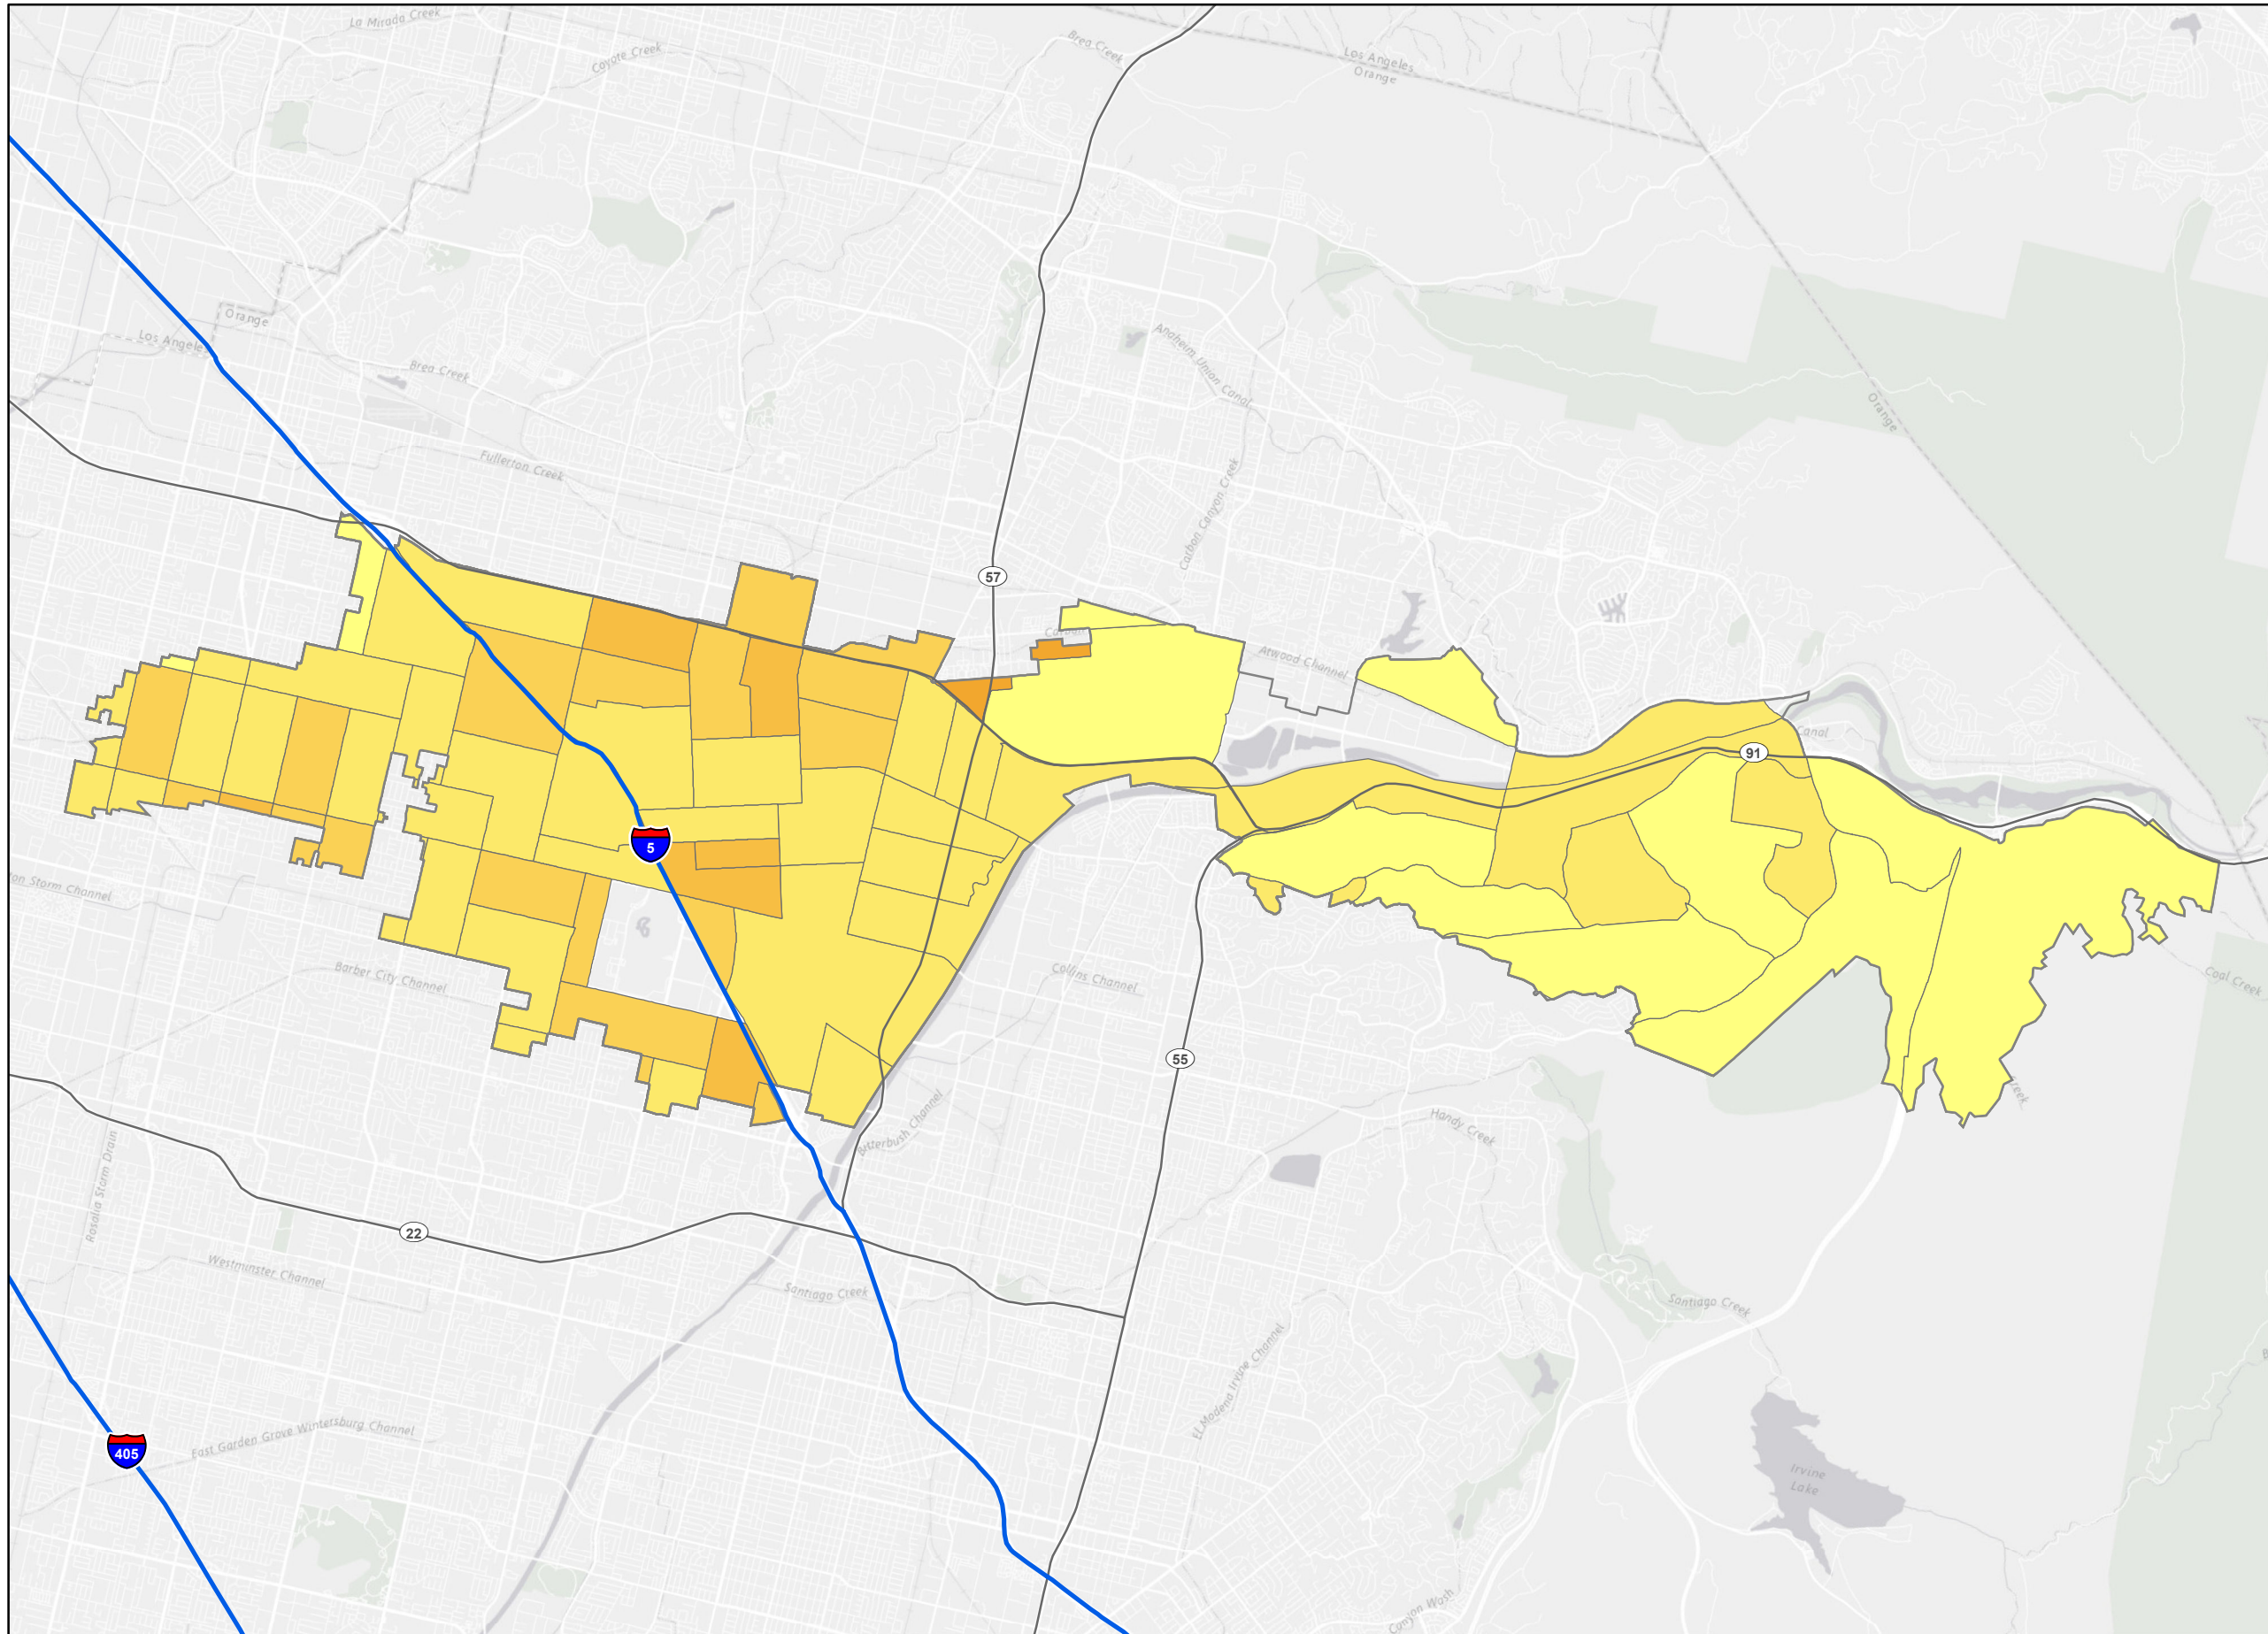 La Mirada Creek
Coyote Creek
Brea Creek
Los Angeles
Orange
Orange
Los Angeles
Brea Creek
Anaheim Union Canal
Orange
Fullerton Creek
Carbon Canyon Creek
57
Atwood Channel
Canal
91
5
ton Storm Channel
Barber City Channel
Collins Channel
Coal Creek
55
Bitterbush Channel
Handy Creek
Rosalia Storm Drain
22
Westminster Channel
Santiago Creek
Santiago Creek
El Modena Irvine Channel
East Garden Grove Wintersburg Channel
405
Irvine
Lake
Canyon Wash